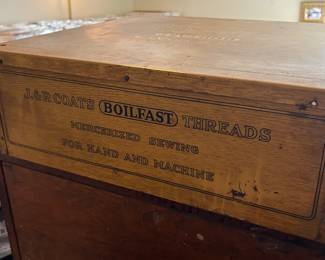 J. & P. COATS BOILFAST THREADS
MERCERIZED SEWING
FOR HAND AND MACHINE